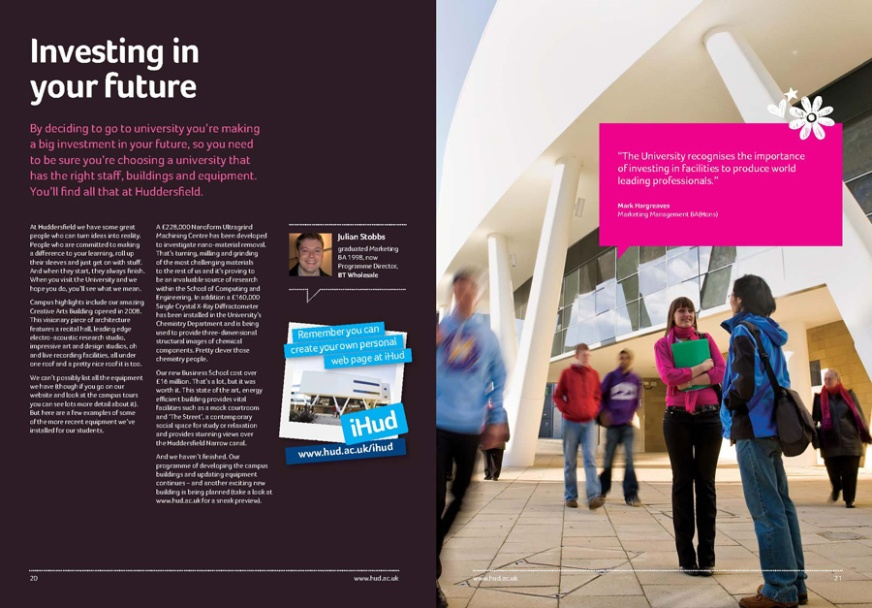 Investing in
your future
By deciding to go to university you're making
a big investment in your future, so you need
to be sure you're choosing a university that
has the right staff, buildings and equipment.
You'll find all that at Huddersfield.
At Huddersfield we have some great
people who can turn ideas into reality.
People who are committed to making
a difference to your learning, roll up
their sleeves and just get on with stuff.
And when they start, they always finish.
When you visit the University and we
hope you do, you'll see what we mean.
Campus highlights include our amazing
Creative Arts Building opened in 2008.
This visionary piece of architecture
features a recital hall, leading edge
electro-acoustic research studio,
impressive art and design studios, oh
and live recording facilities, all under
one roof and a pretty nice roof it is too.
We can't possibly list all the equipment
we have (though if you go on our
website and look at the campus tours
you can see lots more detail about it).
But here are a few examples of some
of the more recent equipment we've
installed for our students.
A £228,000 Nanoform Ultragrind
Machining Centre has been developed
to investigate nano-material removal.
That's turning, milling and grinding
of the most challenging materials
to the rest of us and it's proving to
be an invaluable source of research
within the School of Computing and
Engineering. In addition a £160,000
Single Crystal X-Ray Diffractometer
has been installed in the University's
Chemistry Department and is being
used to provide three-dimensional
structural images of chemical
components. Pretty clever those
chemistry people.
Our new Business School cost over
£16 million. That's a lot, but it was
worth it. This state of the art, energy
efficient building provides vital
facilities such as a mock courtroom
and 'The Street', a contemporary
social space for study or relaxation
and provides stunning views over
the Huddersfield Narrow canal.
And we haven't finished. Our
programme of developing the campus
buildings and updating equipment
continues – and another exciting new
building is being planned (take a look at
www.hud.ac.uk for a sneak preview).
Julian Stobbs
graduated Marketing
BA 1998, now
Programme Director,
BT Wholesale
Remember you can
create your own personal
web page at iHud
iHud
www.hud.ac.uk/ihud
20
www.hud.ac.uk
"The University recognises the importance
of investing in facilities to produce world
leading professionals."
Mark Hargreaves
Marketing Management BA(Hons)
www.hud.ac.uk
21